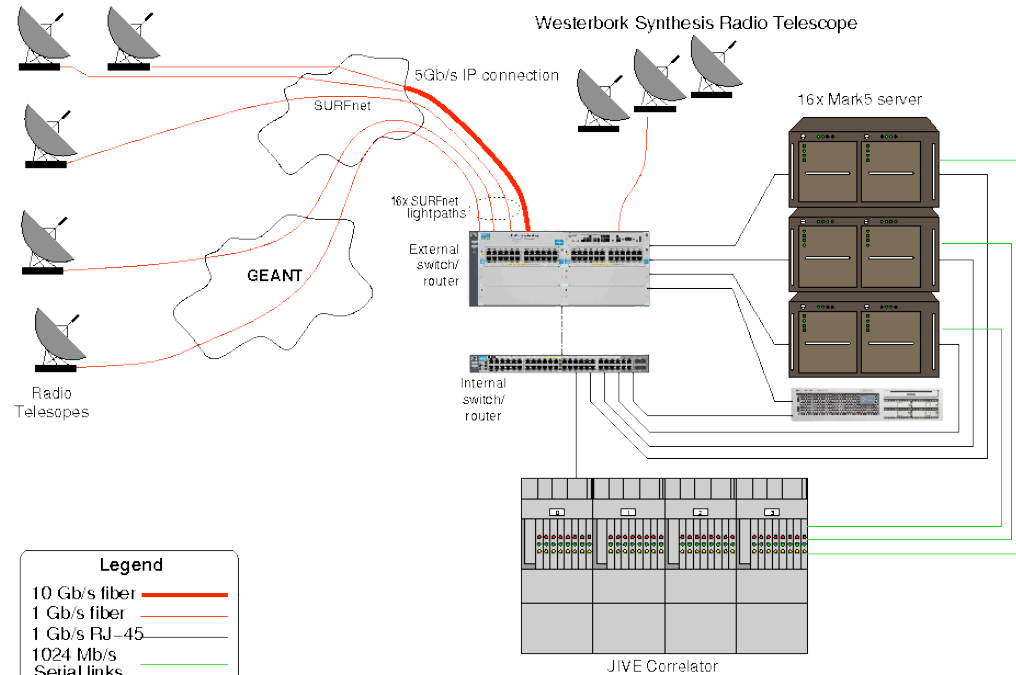 Westerbork Synthesis Radio Telescope
5Gb/s IP connection
SURFnet
16x Mark5 server
16x SURFnet
lightpaths
External
switch/
router
GEANT
Internal
switch/
router
Radio
Telesopes
0
1
2
3
Legend
10 Gb/s fiber
1 Gb/s fiber
1 Gb/s RJ-45
1024 Mb/s
Serial links
JIVE Correlator